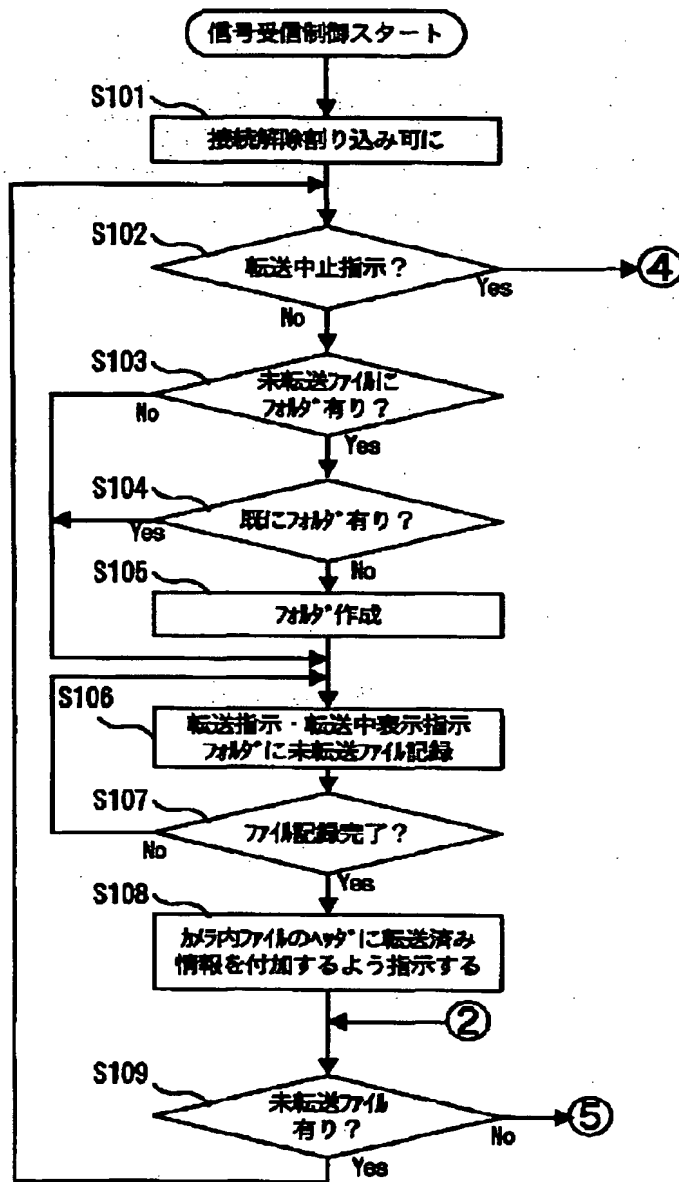 信号受信制御スタート
S101
接続解除割り込み可に
S102
転送中止指示？
Yes
④
No
S103
未転送ファイルに
フォルダ有り？
No
Yes
S104
既にフォルダ有り？
Yes
No
S105
フォルダ作成
S106
転送指示・転送中表示指示
フォルダに未転送ファイル記録
S107
ファイル記録完了？
No
Yes
S108
カメラ内ファイルのヘッダに転送済み
情報を付加するよう指示する
②
S109
未転送ファイル
有り？
No
⑤
Yes